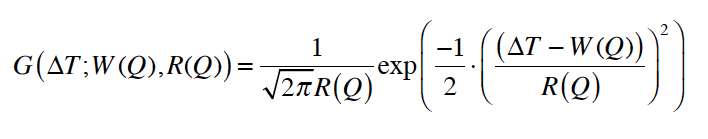 G(ΔT;W(Q),R(Q)) = 1/(√(2π)R(Q)) exp(-1/2 · ((ΔT − W(Q))/R(Q))²)